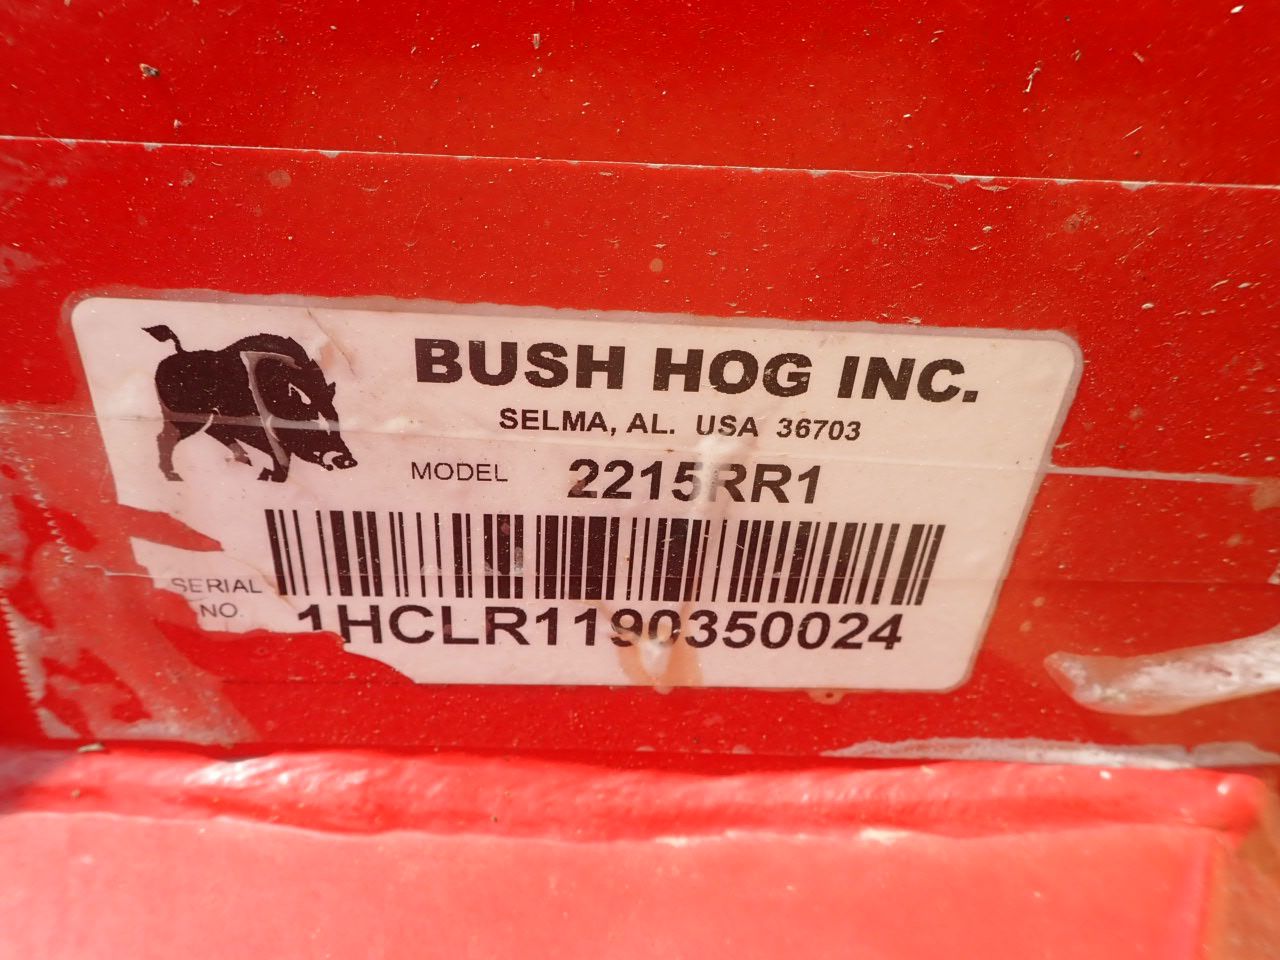 BUSH HOG INC.
SELMA, AL. USA 36703
MODEL 2215RR1
SERIAL
NO.
1HCLR1190350024